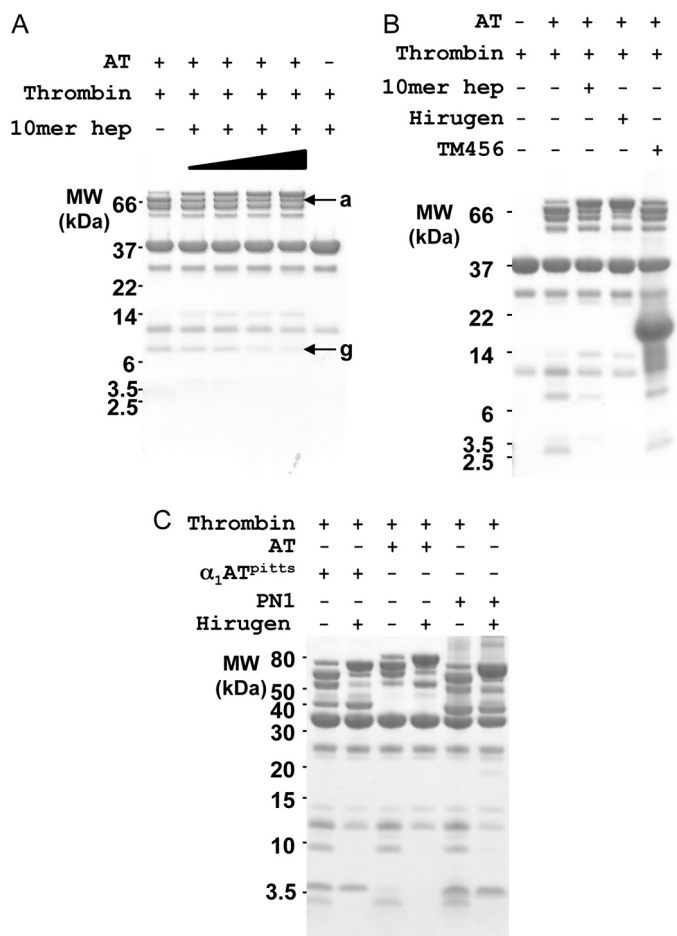 A
AT + + + + + –
Thrombin + + + + + +
10mer hep – + + + + +
MW
(kDa)
66
a
37
22
14
g
6
3.5
2.5
B
AT – + + + +
Thrombin + + + + +
10mer hep – – + – –
Hirugen – – – + –
TM456 – – – – +
MW
(kDa)
66
37
22
14
6
3.5
2.5
C
Thrombin + + + + + +
AT – – + + – –
α₁ATᵖⁱᵗᵗˢ + + – – – –
PN1 – – – – + +
Hirugen – + – + – +
MW
(kDa)
80
50
40
30
20
15
10
3.5